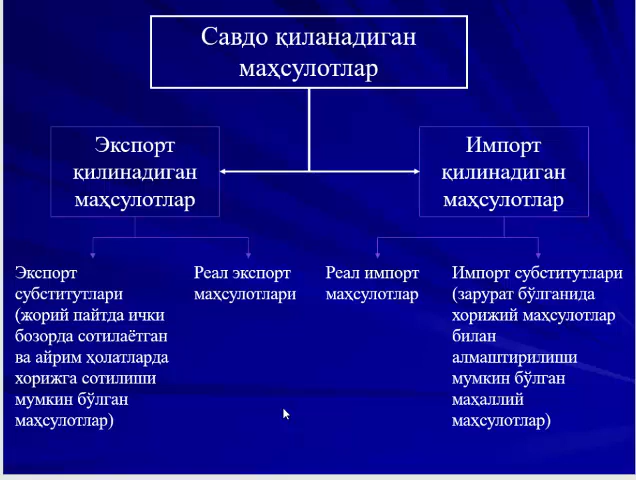 Савдо қиланадиган
маҳсулотлар
Экспорт
қилинадиган
маҳсулотлар
Импорт
қилинадиган
маҳсулотлар
Экспорт
субститутлари
(жорий пайтда ички
бозорда сотилаётган
ва айрим ҳолатларда
хорижга сотилиши
мумкин бўлган
маҳсулотлар)
Реал экспорт
маҳсулотлари
Реал импорт
маҳсулотлар
Импорт субститутлари
(зарурат бўлганида
хорижий маҳсулотлар
билан
алмаштирилиши
мумкин бўлган
маҳаллий
маҳсулотлар)